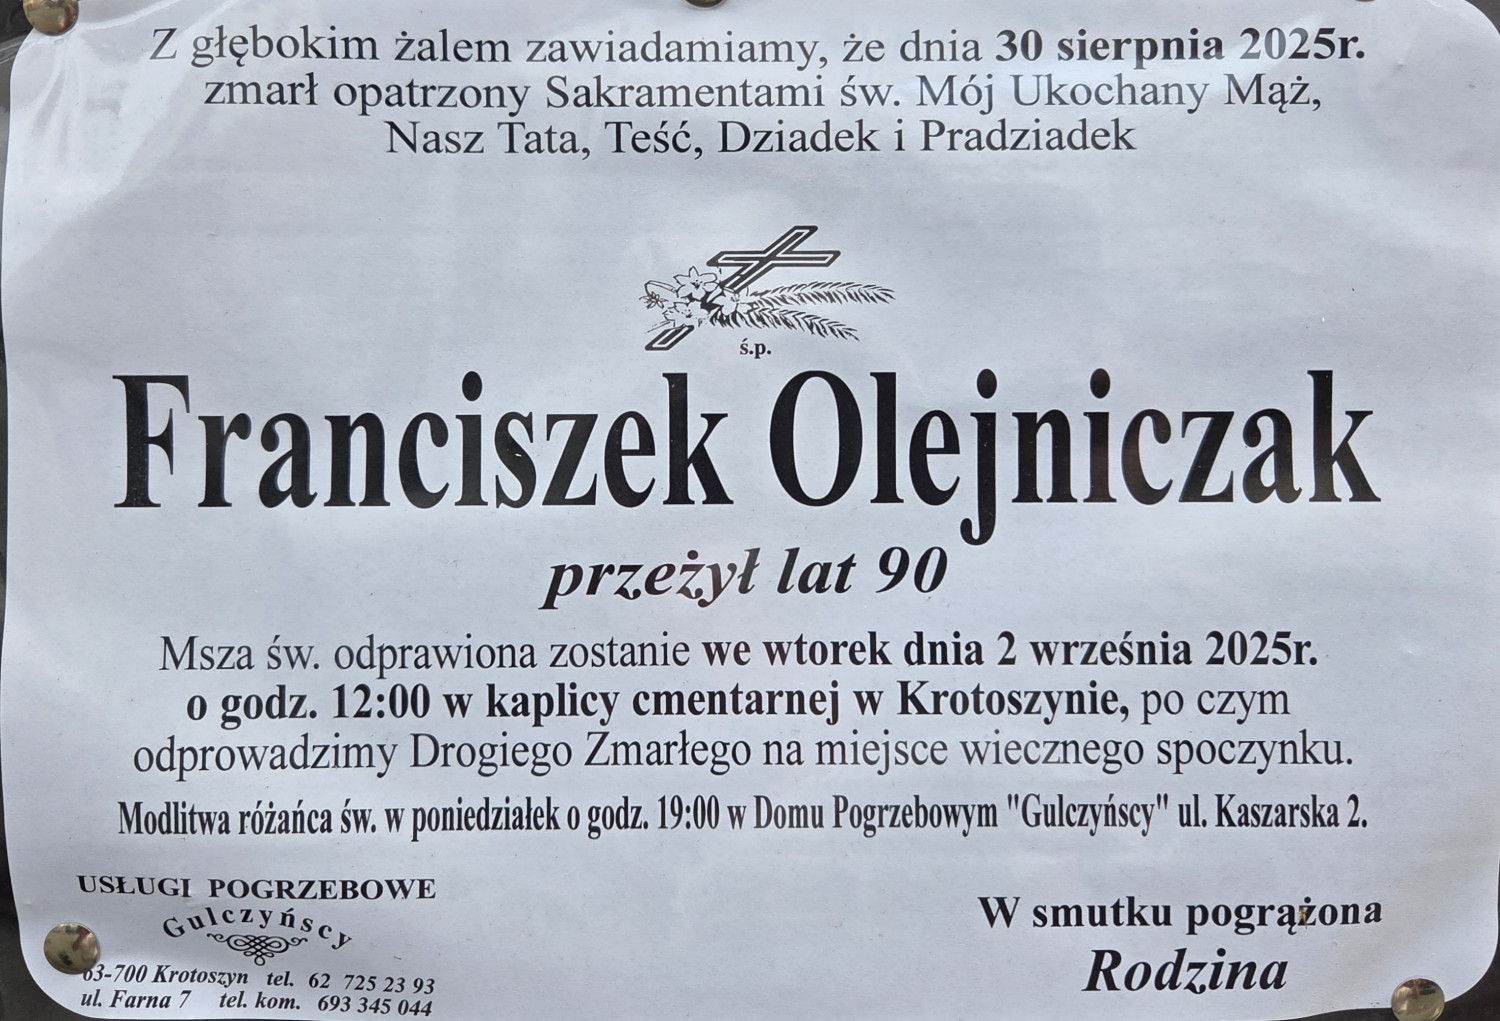 Z głębokim żalem zawiadamiamy, że dnia 30 sierpnia 2025r.
zmarł opatrzony Sakramentami św. Mój Ukochany Mąż,
Nasz Tata, Teść, Dziadek i Pradziadek
ś.p.
Franciszek Olejniczak
przeżył lat 90
Msza św. odprawiona zostanie we wtorek dnia 2 września 2025r.
o godz. 12:00 w kaplicy cmentarnej w Krotoszynie, po czym
odprowadzimy Drogiego Zmarłego na miejsce wiecznego spoczynku.
Modlitwa różańca św. w poniedziałek o godz. 19:00 w Domu Pogrzebowym "Gulczyńscy" ul. Kaszarska 2.
USŁUGI POGRZEBOWE
Gulczyńscy
63-700 Krotoszyn tel. 62 725 23 93
ul. Farna 7 tel. kom. 693 345 044
W smutku pogrążona
Rodzina